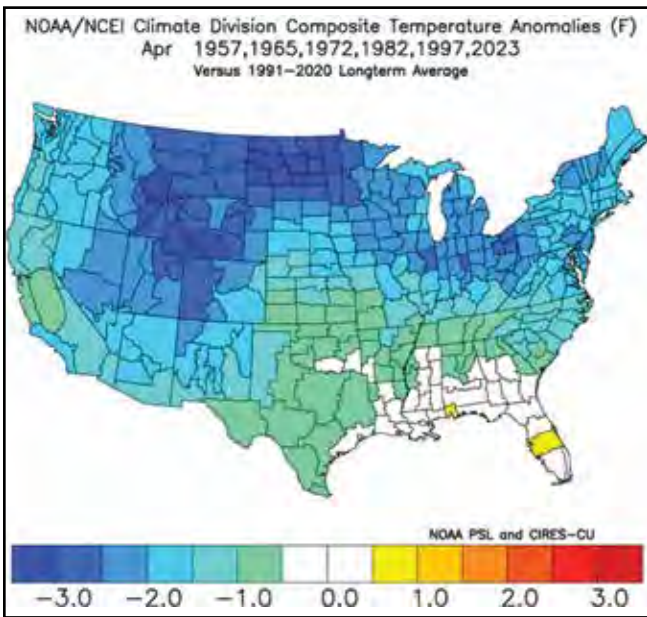 NOAA/NCEI Climate Division Composite Temperature Anomalies (F)
Apr 1957,1965,1972,1982,1997,2023
Versus 1991-2020 Longterm Average
NOAA PSL and CIRES-CU
-3.0 -2.0 -1.0 0.0 1.0 2.0 3.0